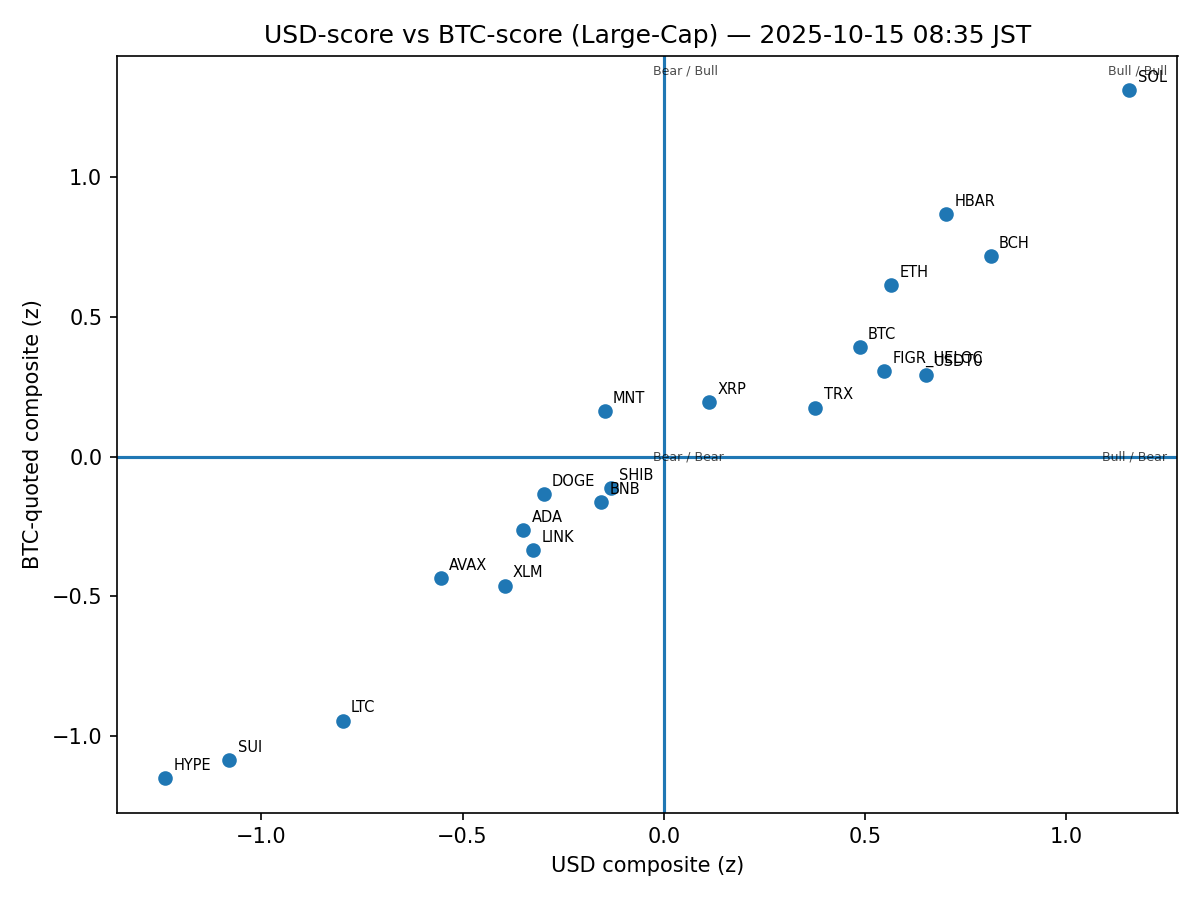 USD-score vs BTC-score (Large-Cap) — 2025-10-15 08:35 JST
Bear / Bull
Bull / Bull
SOL
1.0
HBAR
BCH
ETH
0.5
BTC
FIGR_HELOC
_USDT0
XRP
TRX
MNT
0.0
Bear / Bear
Bull / Bear
SHIB
DOGE
BNB
ADA
LINK
AVAX
XLM
−0.5
LTC
−1.0
SUI
HYPE
−1.0
−0.5
0.0
0.5
1.0
USD composite (z)
BTC-quoted composite (z)